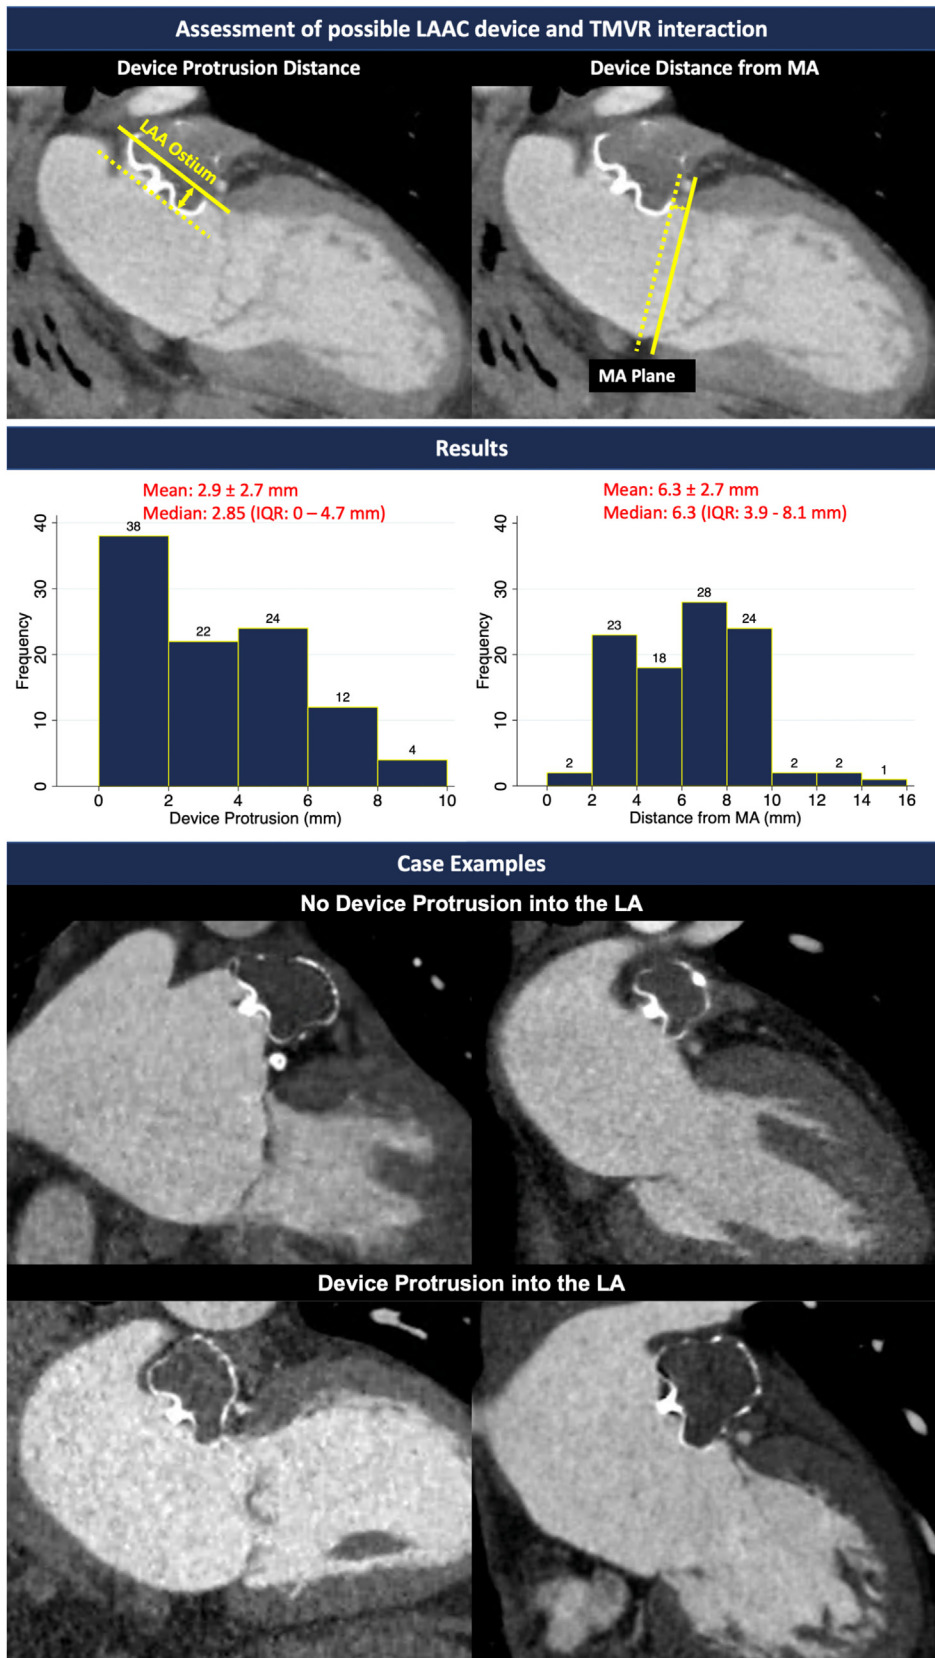 Assessment of possible LAAC device and TMVR interaction
Device Protrusion Distance
Device Distance from MA
LAA Ostium
MA Plane
Results
Mean: 2.9 ± 2.7 mm
Median: 2.85 (IQR: 0 – 4.7 mm)
Frequency
40
30
20
10
0
38
22
24
12
4
0 2 4 6 8 10
Device Protrusion (mm)
Mean: 6.3 ± 2.7 mm
Median: 6.3 (IQR: 3.9 - 8.1 mm)
Frequency
40
30
20
10
0
2
23
18
28
24
2
2
1
0 2 4 6 8 10 12 14 16
Distance from MA (mm)
Case Examples
No Device Protrusion into the LA
Device Protrusion into the LA